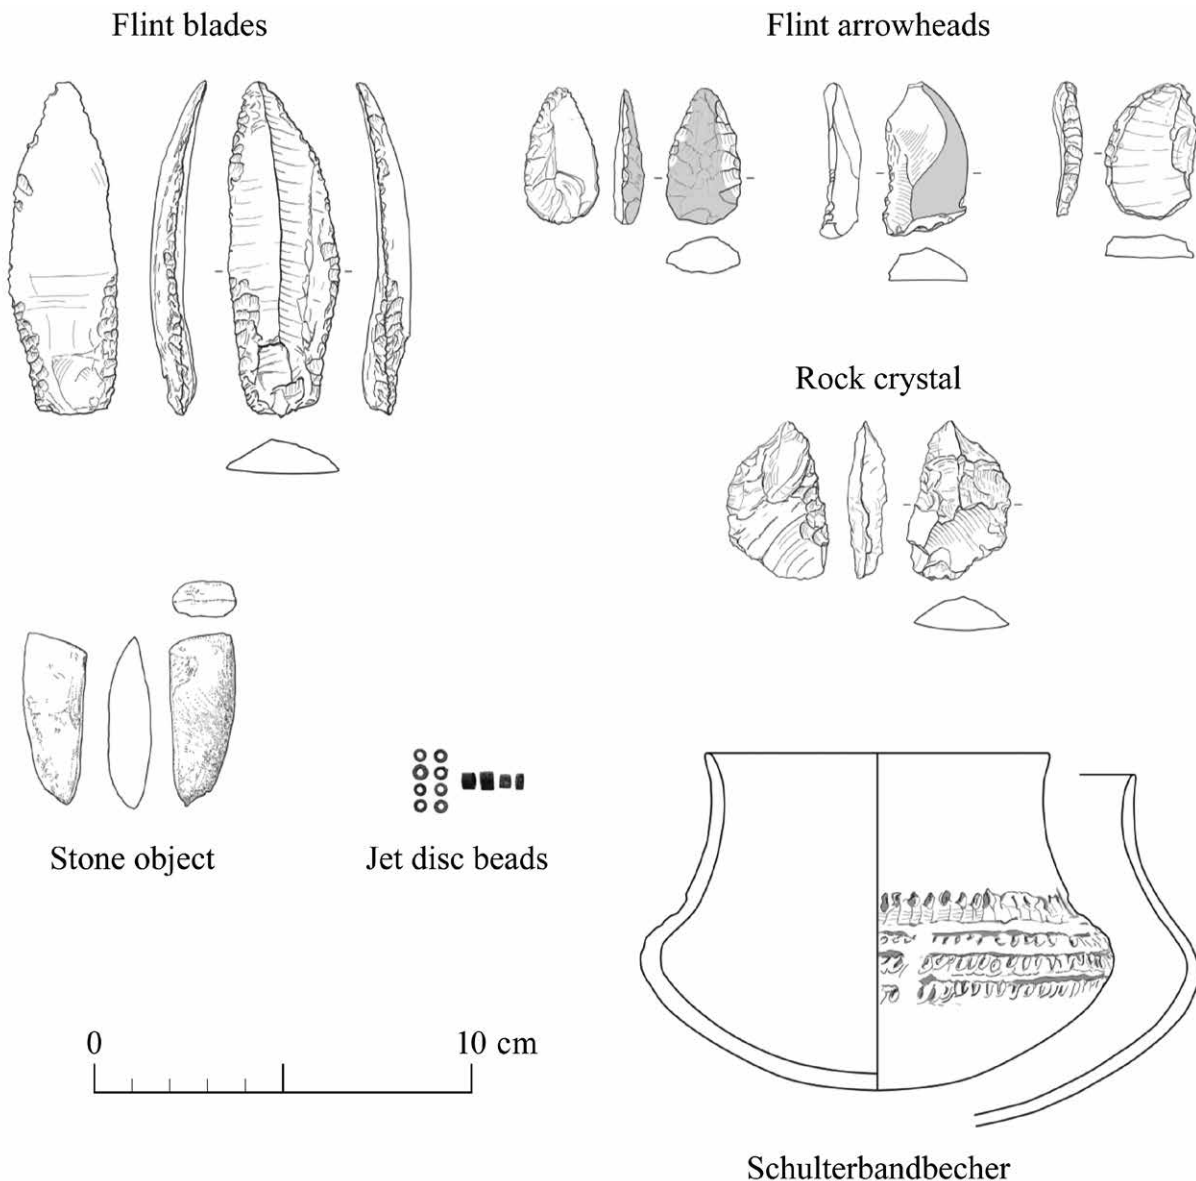 Flint blades
Flint arrowheads
Rock crystal
Stone object
Jet disc beads
0 10 cm
Schulterbandbecher